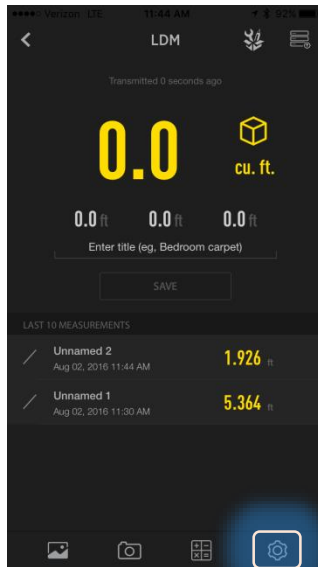 Verizon LTE 11:44 AM 92%
LDM
Transmitted 0 seconds ago
0.0
cu. ft.
0.0 ft 0.0 ft 0.0 ft
Enter title (eg, Bedroom carpet)
SAVE
LAST 10 MEASUREMENTS
Unnamed 2
1.926 ft
Aug 02, 2016 11:44 AM
Unnamed 1
5.364 ft
Aug 02, 2016 11:30 AM